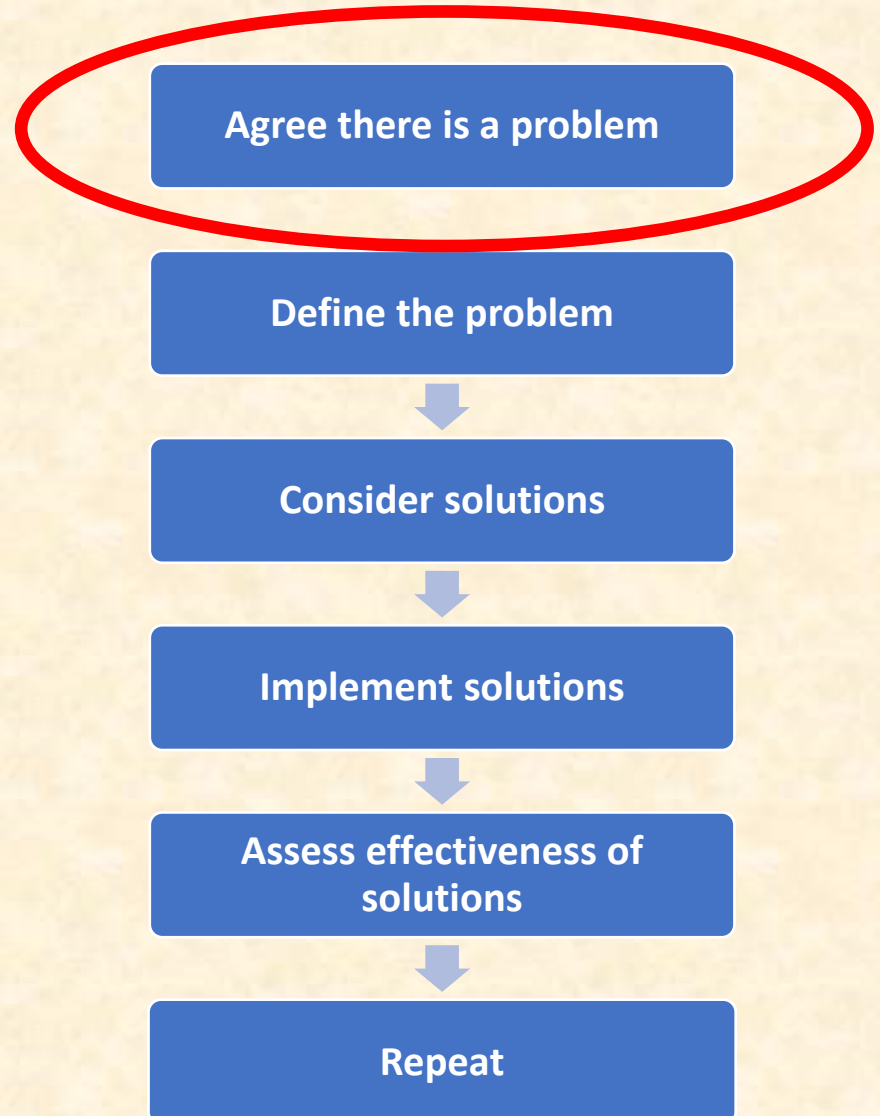 Agree there is a problem
Define the problem
Consider solutions
Implement solutions
Assess effectiveness of
solutions
Repeat